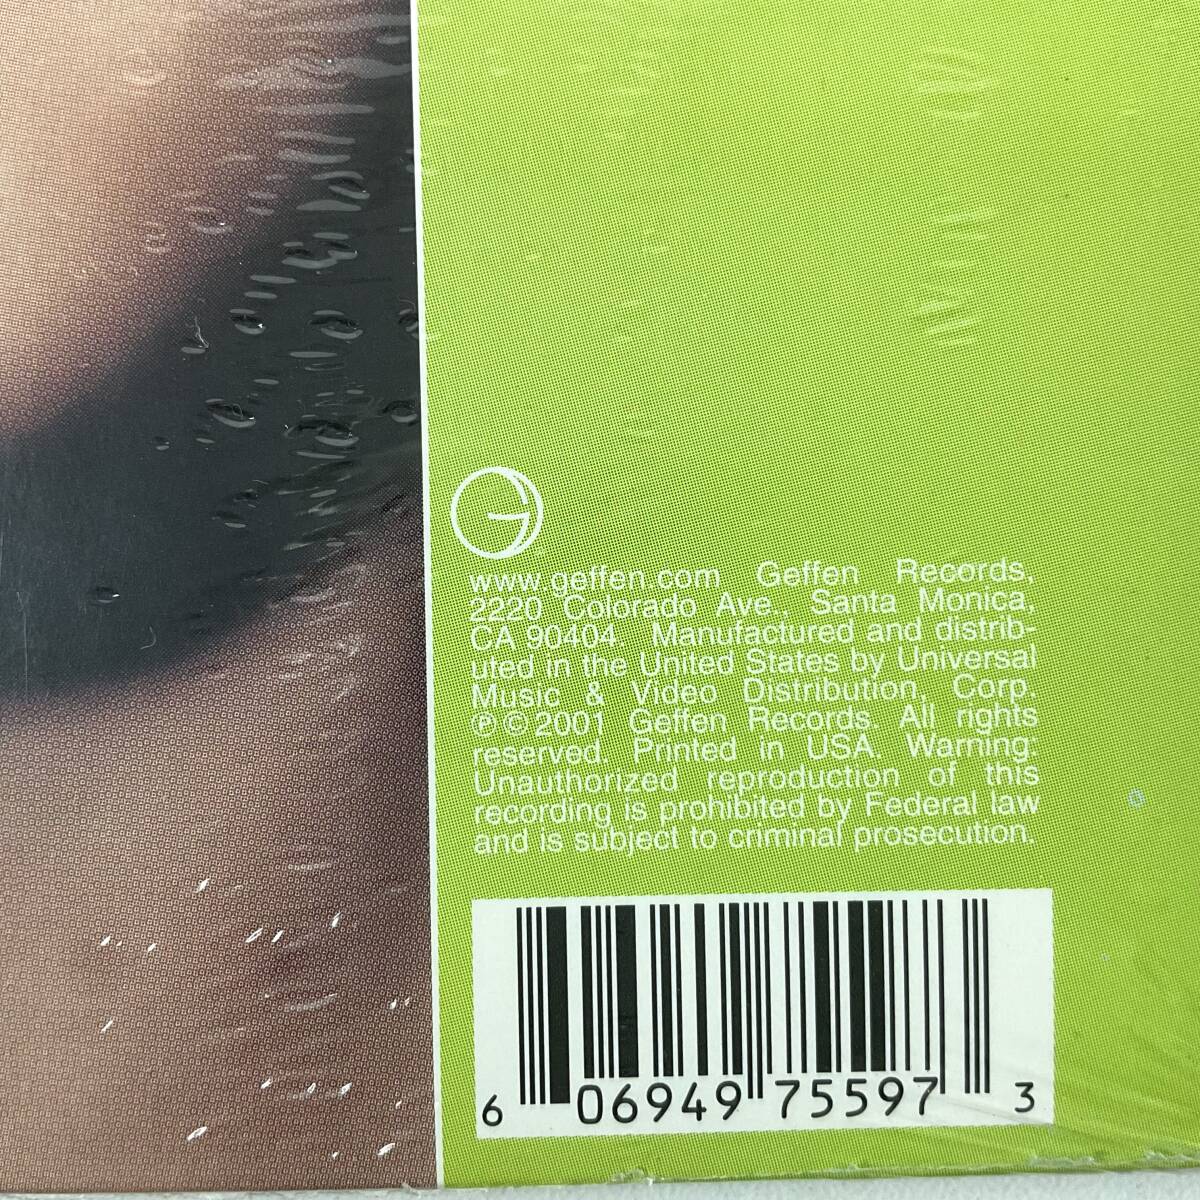 G
www.geffen.com Geffen Records,
2220 Colorado Ave., Santa Monica,
CA 90404. Manufactured and distrib-
uted in the United States by Universal
Music & Video Distribution, Corp.
℗©2001 Geffen Records. All rights
reserved. Printed in USA. Warning:
Unauthorized reproduction of this
recording is prohibited by Federal law
and is subject to criminal prosecution.
6 06949 75597 3